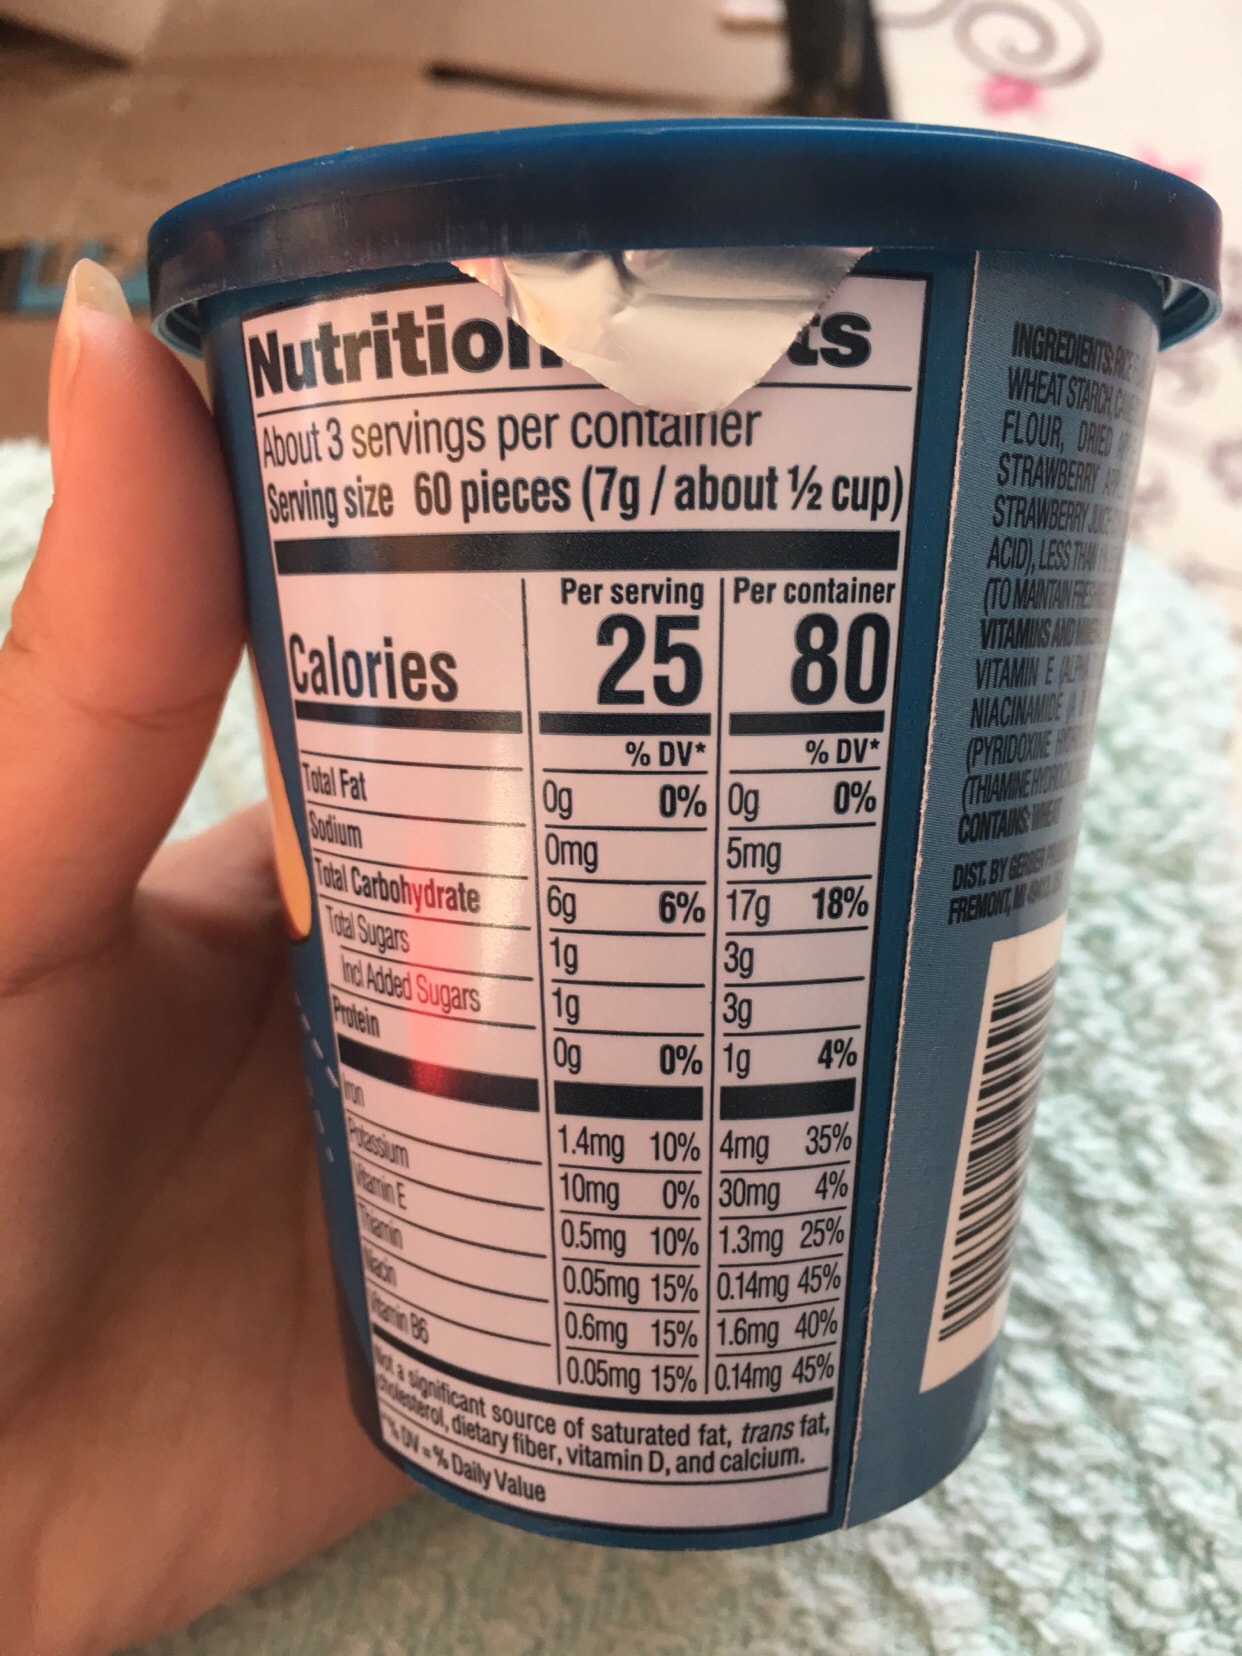 Nutrition
About 3 servings per container
Serving size 60 pieces (7g / about ½ cup)
Per serving Per container
Calories 25 80
% DV* % DV*
Total Fat 0g 0% 0g 0%
Sodium 0mg 5mg
Total Carbohydrate 6g 6% 17g 18%
Total Sugars 1g 3g
Incl Added Sugars 1g 3g
Protein 0g 0% 1g 4%
Iron 1.4mg 10% 4mg 35%
Potassium 10mg 0% 30mg 4%
Vitamin E 0.5mg 10% 1.3mg 25%
Thiamin 0.05mg 15% 0.14mg 45%
Niacin 0.6mg 15% 1.6mg 40%
Vitamin B6 0.05mg 15% 0.14mg 45%
Not a significant source of saturated fat, trans fat,
cholesterol, dietary fiber, vitamin D, and calcium.
*% DV = % Daily Value
INGREDIENTS: RICE
WHEAT STARCH,
FLOUR, DRIED
STRAWBERRY
STRAWBERRY JUICE
ACID), LESS THAN
(TO MAINTAIN
VITAMINS AND
VITAMIN E
NIACINAMIDE
(PYRIDOXINE
(THIAMINE
CONTAINS: WHEAT
DIST. BY GERBER
FREMONT, MI